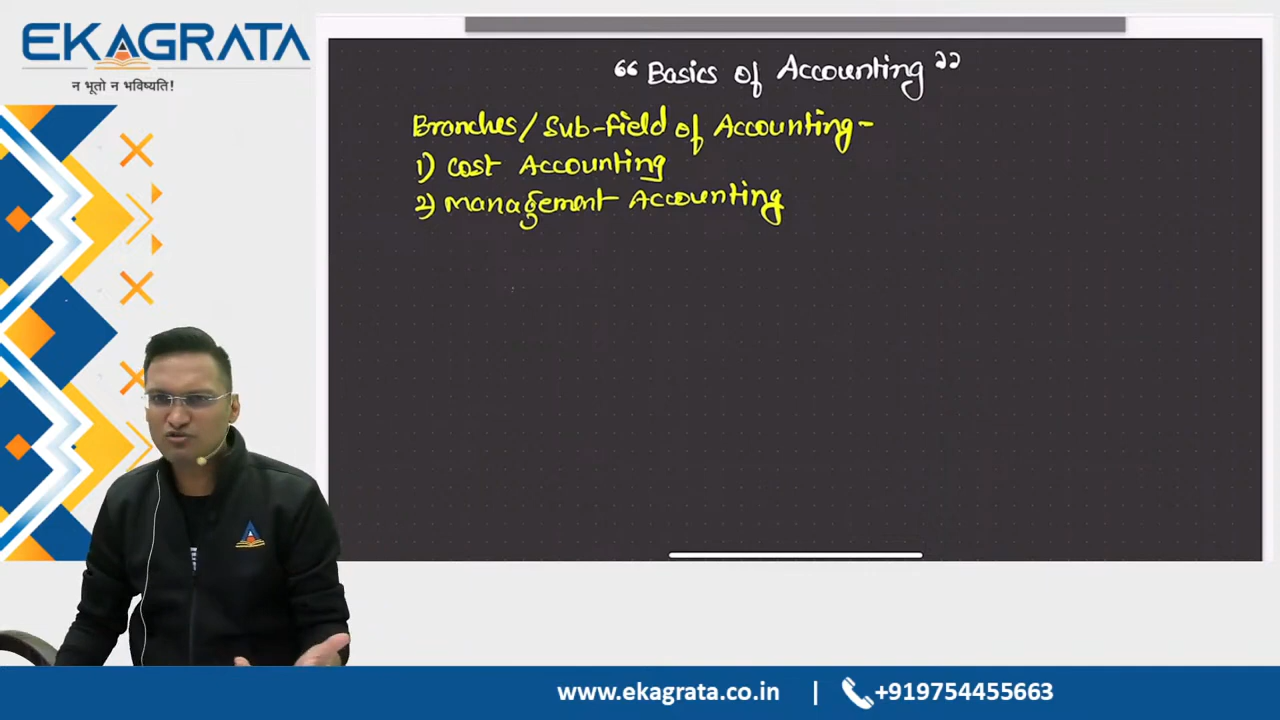 EKAGRATA
न भूतो न भविष्यति!
“ Basics of Accounting ”
Branches / Sub-field of Accounting -
1) Cost Accounting
2) Management Accounting
www.ekagrata.co.in | +919754455663